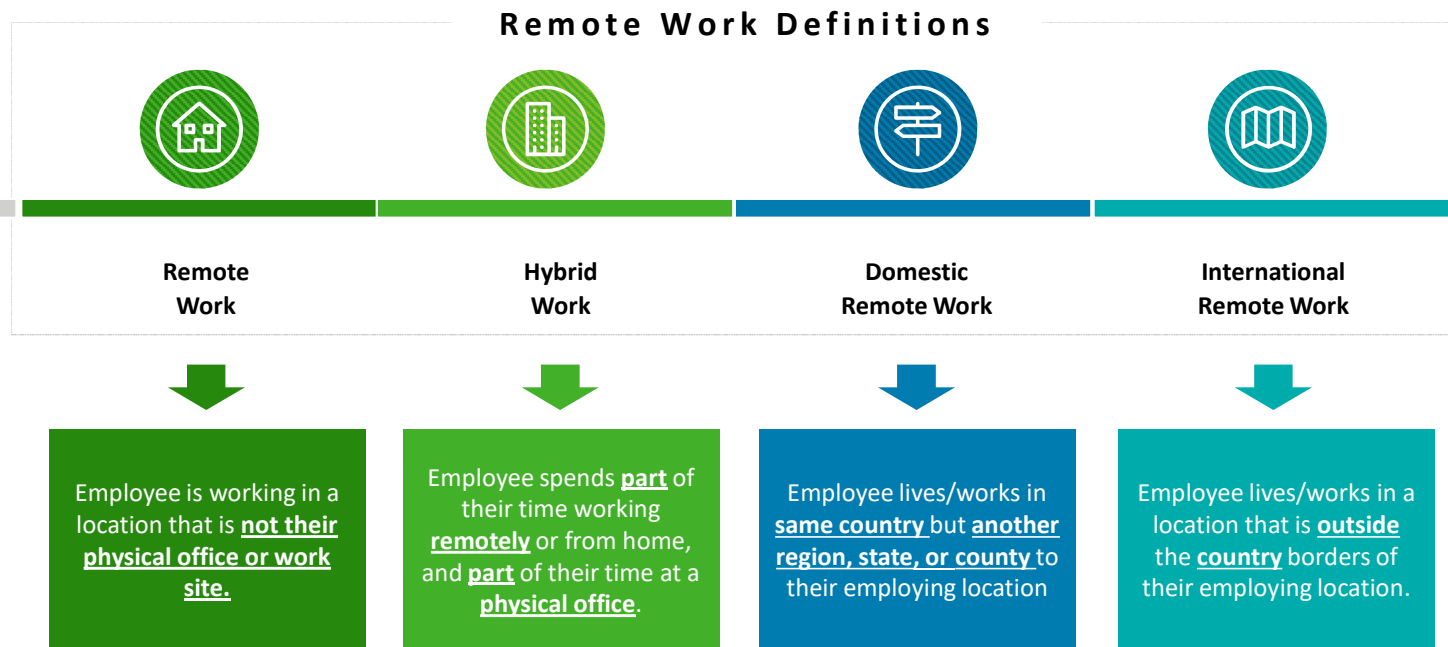 Remote Work Definitions
Remote
Work
Hybrid
Work
Domestic
Remote Work
International
Remote Work
Employee is working in a
location that is not their
physical office or work
site.
Employee spends part of
their time working
remotely or from home,
and part of their time at a
physical office.
Employee lives/works in
same country but another
region, state, or county to
their employing location
Employee lives/works in a
location that is outside
the country borders of
their employing location.